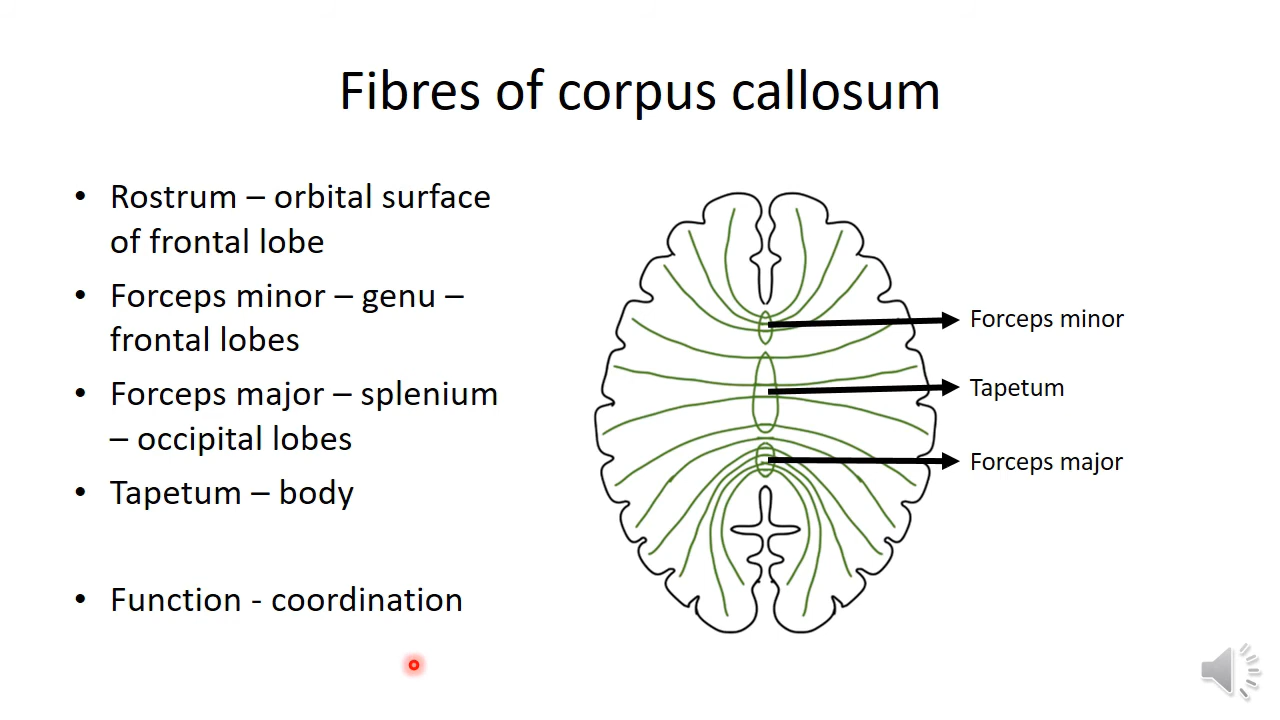 Fibres of corpus callosum
• Rostrum – orbital surface
of frontal lobe
• Forceps minor – genu –
frontal lobes
• Forceps major – splenium
– occipital lobes
• Tapetum – body
• Function - coordination
Forceps minor
Tapetum
Forceps major